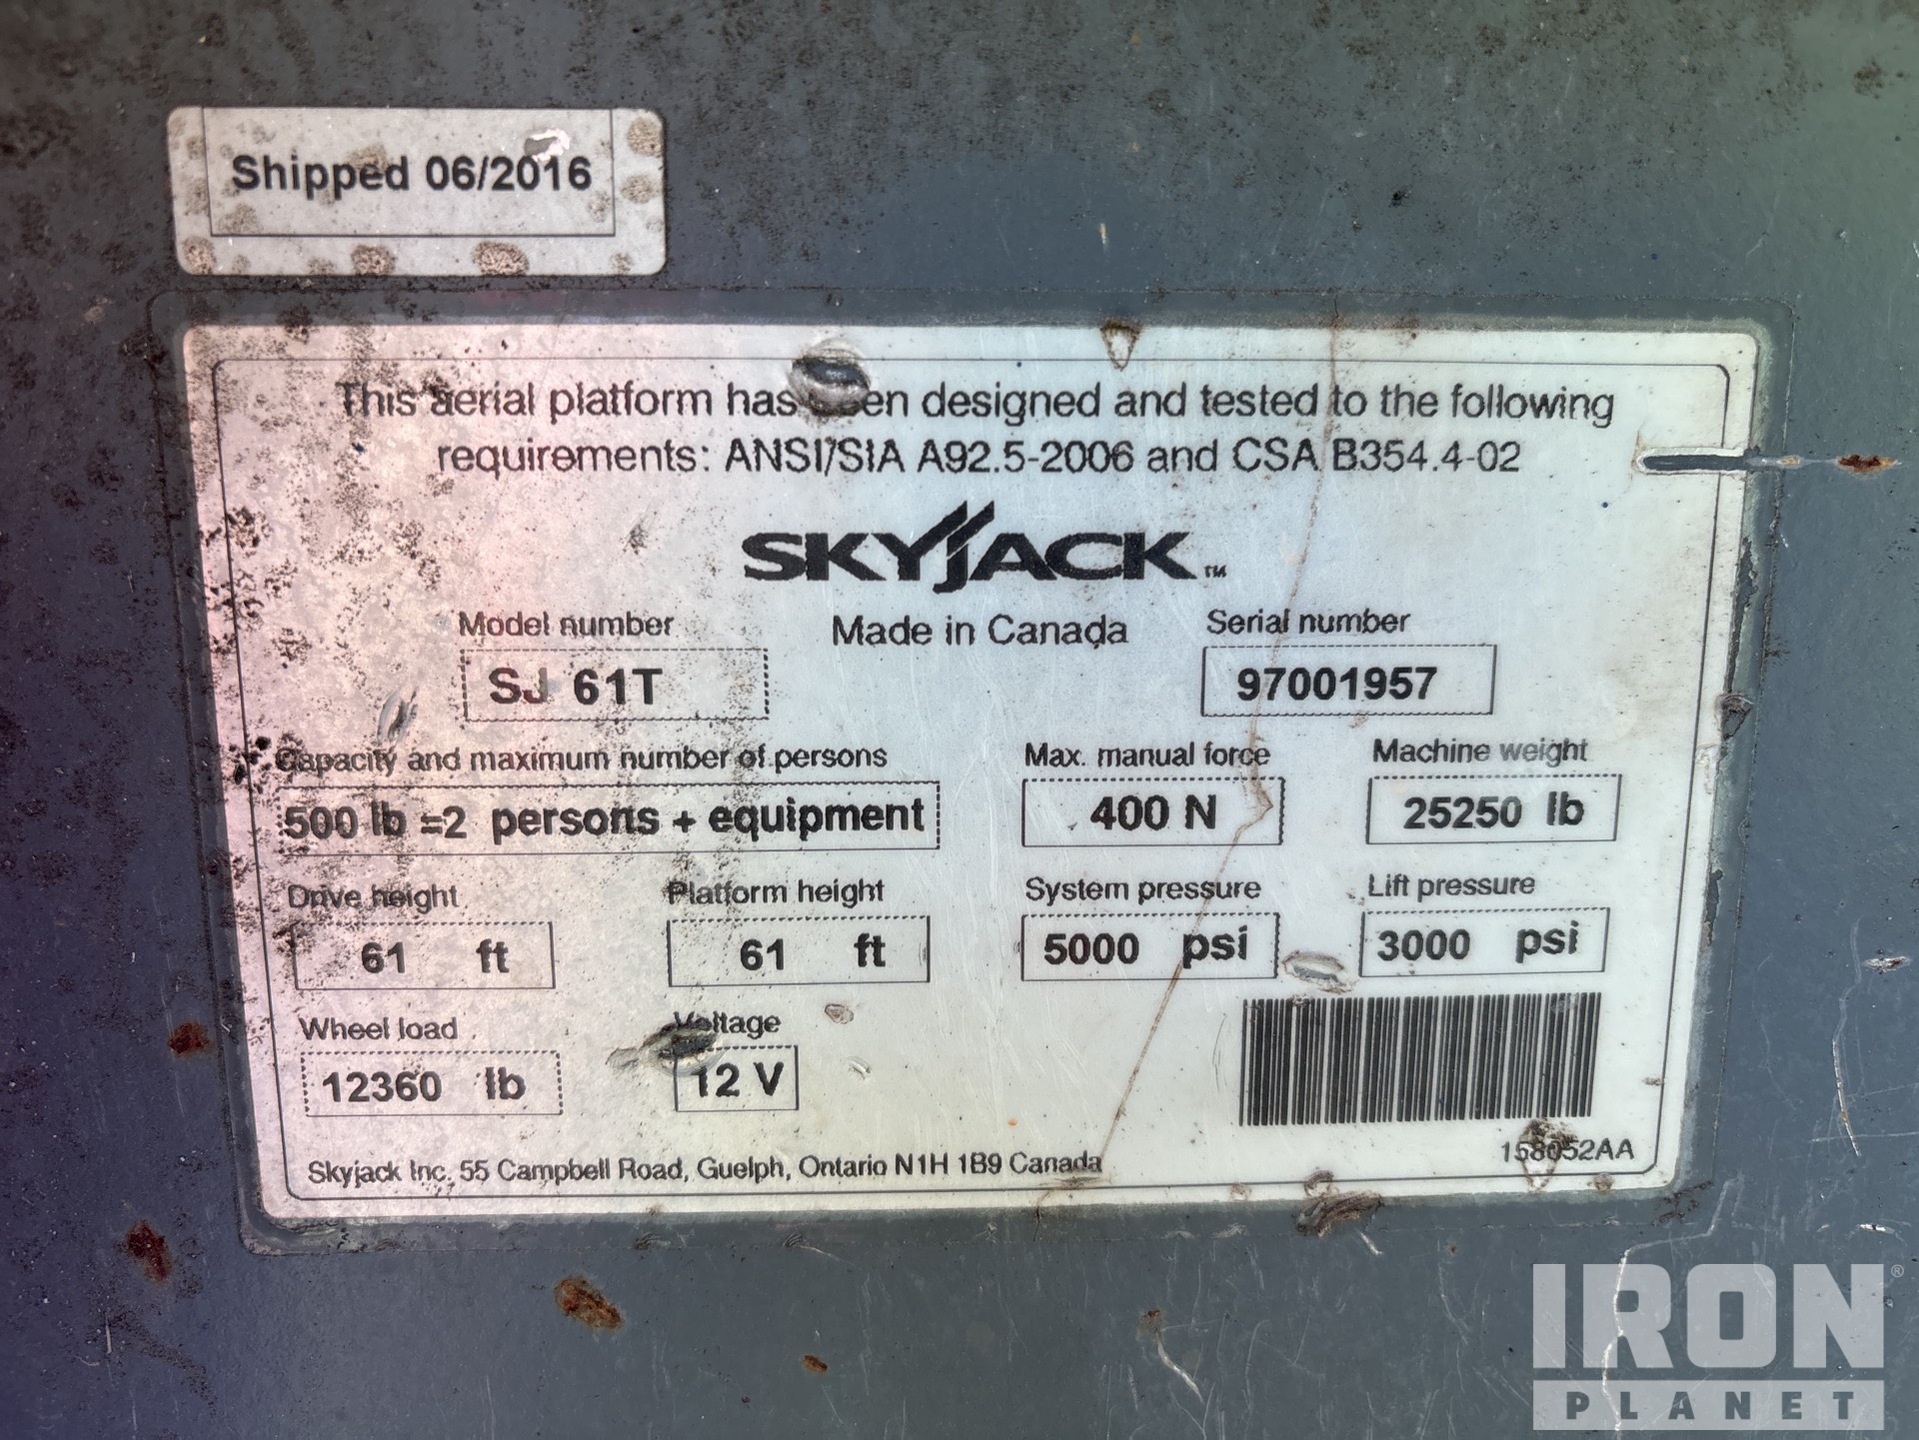 Shipped 06/2016
This aerial platform has been designed and tested to the following
requirements: ANSI/SIA A92.5-2006 and CSA B354.4-02
SKYJACK™
Model number
Made in Canada
Serial number
SJ 61T
97001957
Capacity and maximum number of persons
Max. manual force
Machine weight
500 lb =2 persons + equipment
400 N
25250 lb
Drive height
Platform height
System pressure
Lift pressure
61 ft
61 ft
5000 psi
3000 psi
Wheel load
Voltage
12360 lb
12 V
158052AA
Skyjack Inc. 55 Campbell Road, Guelph, Ontario N1H 1B9 Canada
IRON®
PLANET